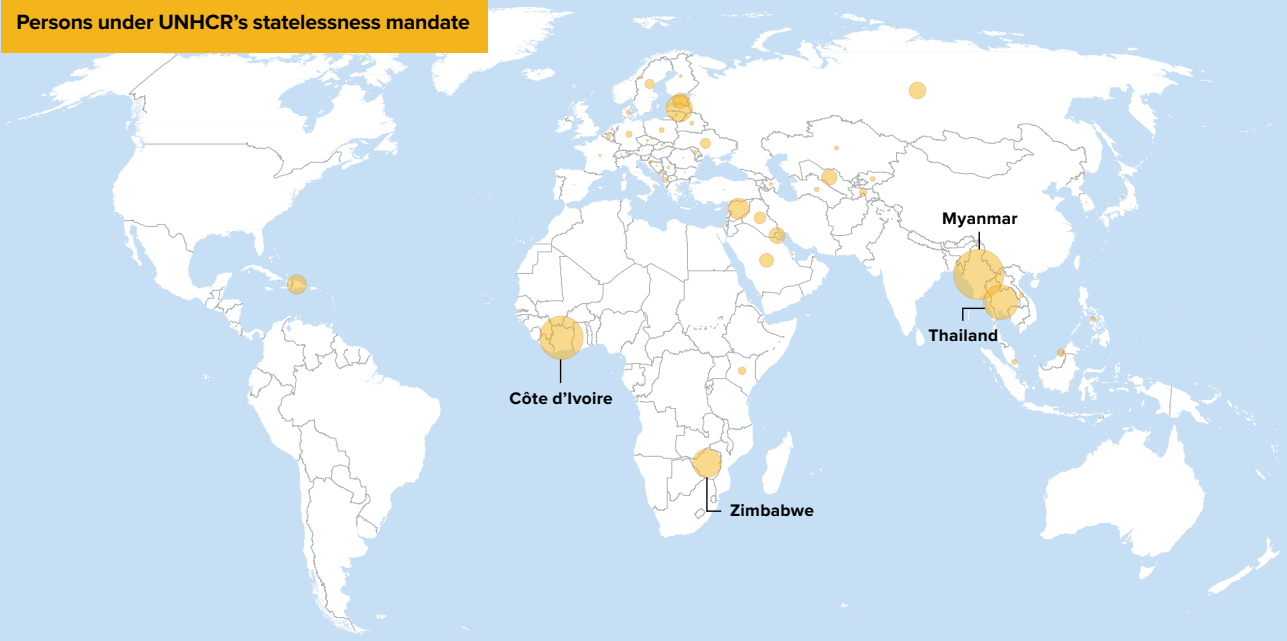 Persons under UNHCR’s statelessness mandate
Myanmar
Thailand
Côte d’Ivoire
Zimbabwe